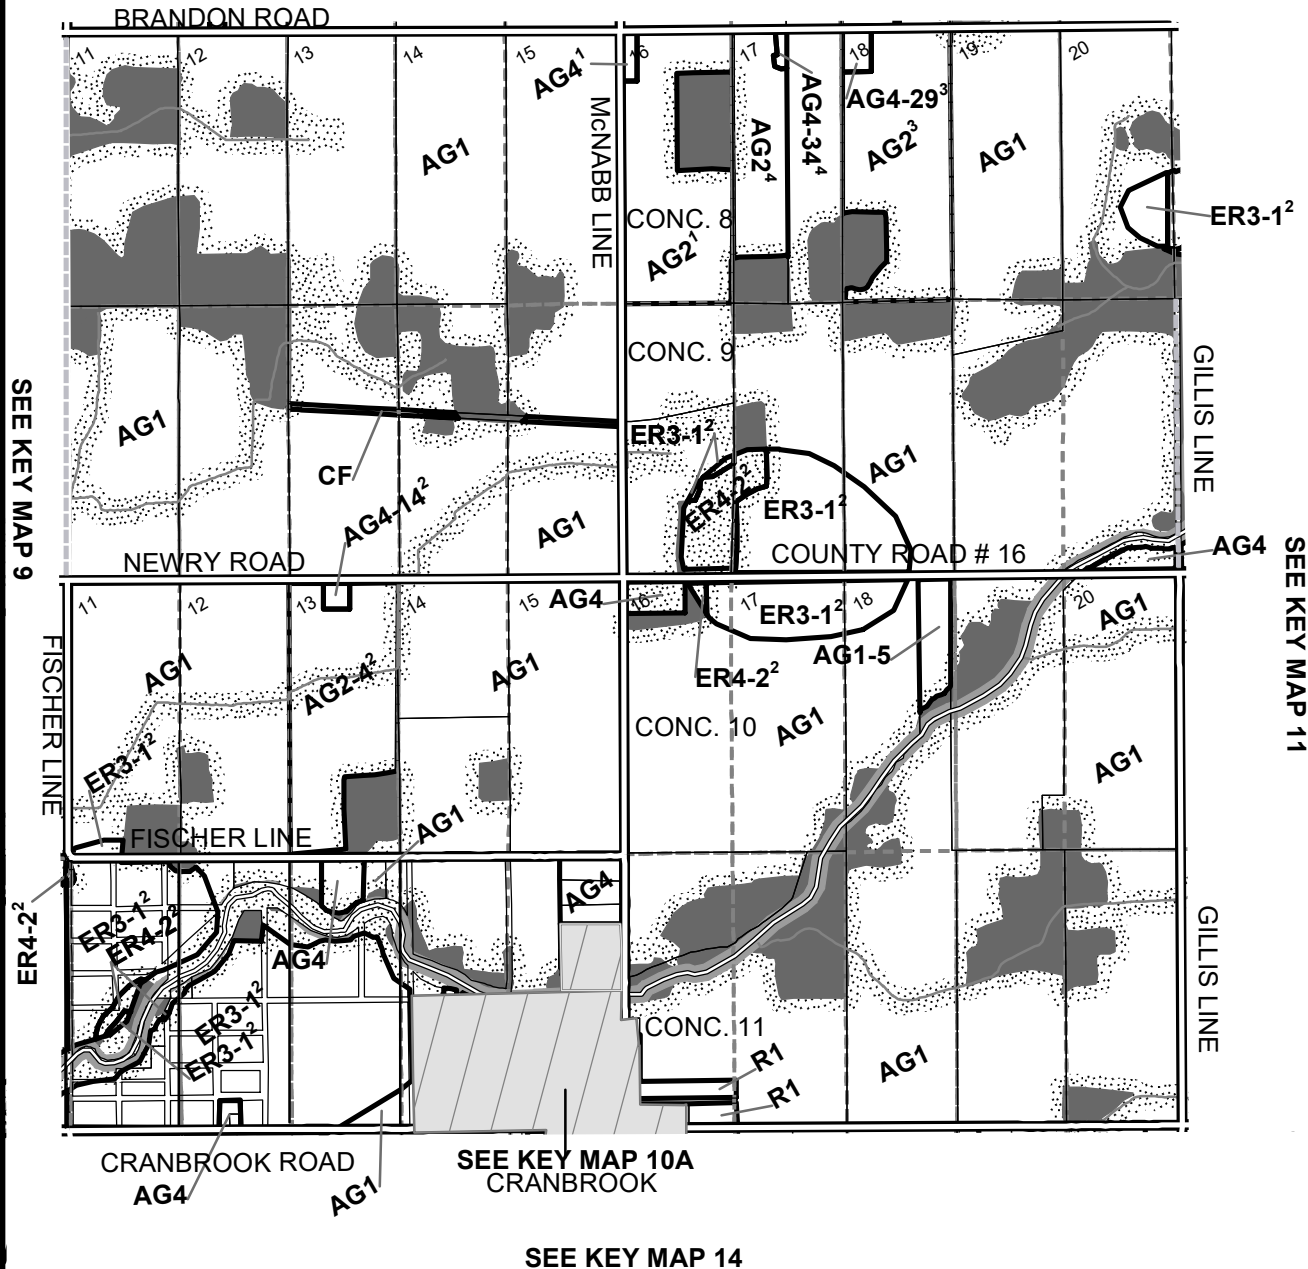 BRANDON ROAD
11
12
13
14
15
16
17
18
19
20
AG4¹
AG4-34⁴
AG4-29³
AG1
McNABB LINE
AG2⁴
AG2³
AG1
CONC. 8
AG2¹
ER3-1²
CONC. 9
GILLIS LINE
SEE KEY MAP 9
AG1
CF
AG4-14²
AG1
ER3-1²
ER4-2²
ER3-1²
AG1
NEWRY ROAD
COUNTY ROAD # 16
AG4
SEE KEY MAP 11
11
12
13
14
15
16
17
18
20
AG4
ER3-1²
AG1
FISCHER LINE
AG1
AG2-4²
AG1
ER4-2²
AG1-5
CONC. 10
AG1
AG1
ER3-1²
FISCHER LINE
AG1
AG4
ER4-2²
ER3-1²
ER4-2²
AG4
GILLIS LINE
ER3-1²
ER3-1²
CONC. 11
AG1
R1
R1
CRANBROOK ROAD
AG4
AG1
SEE KEY MAP 10A
CRANBROOK
SEE KEY MAP 14